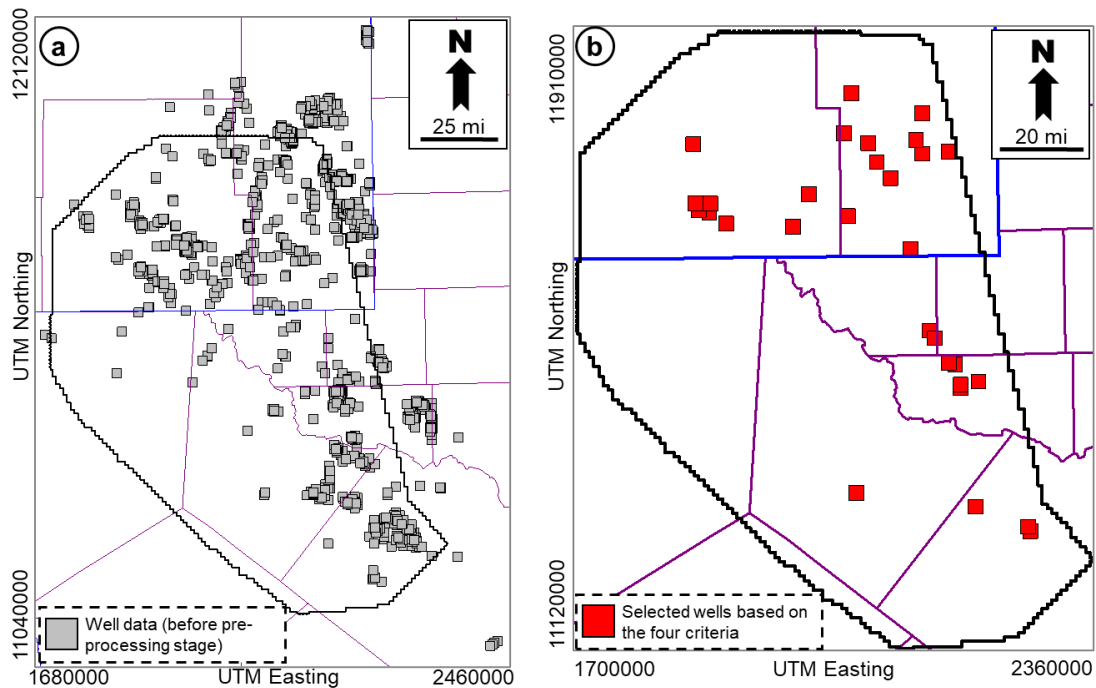 a
N
25 mi
12120000
UTM Northing
11040000
Well data (before pre-
processing stage)
1680000
UTM Easting
2460000
b
N
20 mi
11910000
UTM Northing
11120000
Selected wells based on
the four criteria
1700000
UTM Easting
2360000